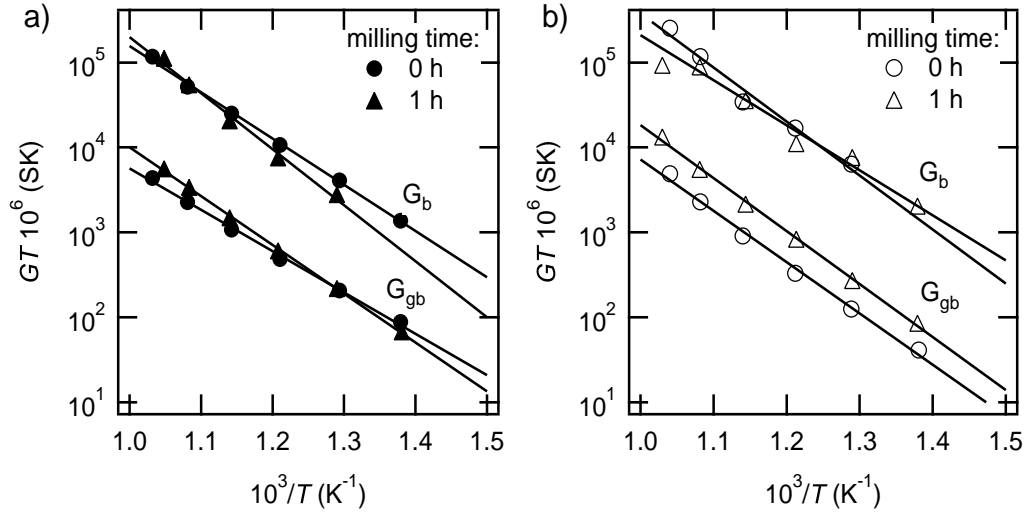 a)
milling time:
0 h
1 h
10^5
10^4
10^3
10^2
10^1
GT 10^6 (SK)
G_b
G_gb
1.0 1.1 1.2 1.3 1.4 1.5
10^3/T (K^-1)
b)
milling time:
0 h
1 h
10^5
10^4
10^3
10^2
10^1
GT 10^6 (SK)
G_b
G_gb
1.0 1.1 1.2 1.3 1.4 1.5
10^3/T (K^-1)